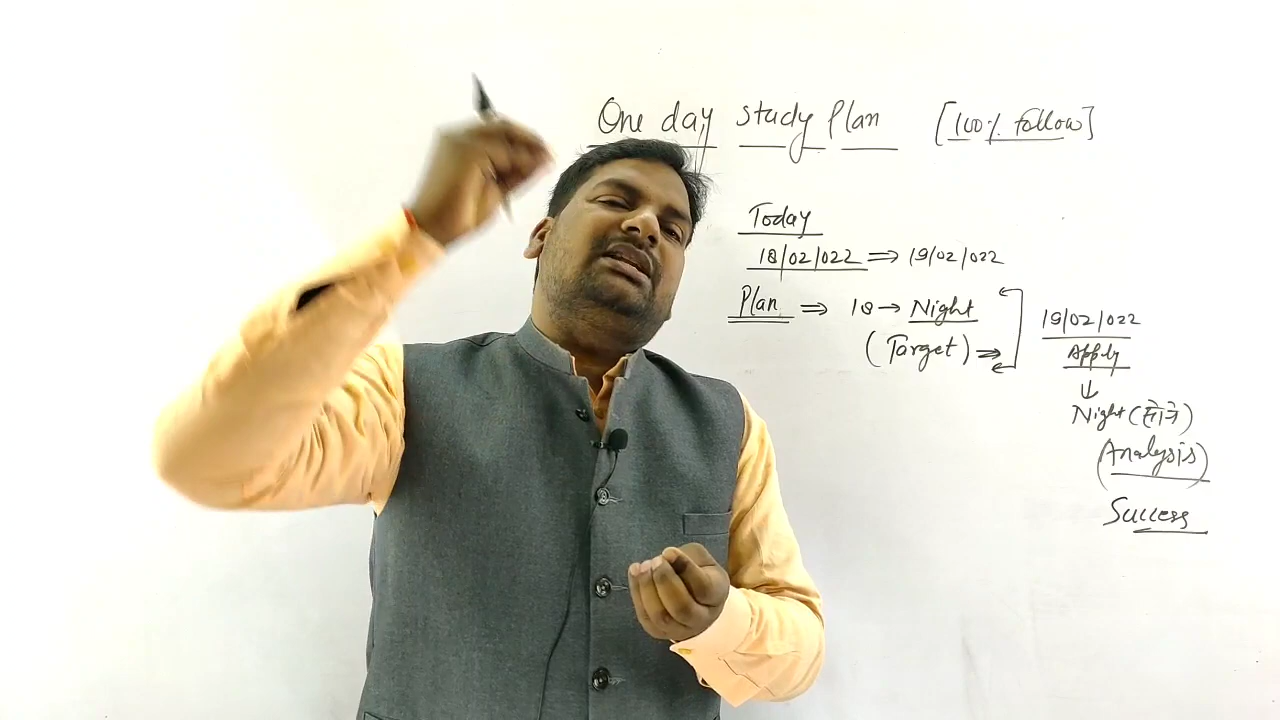 One day study Plan [100% follow]
Today
18/02/022 ⇒ 19/02/022
Plan ⇒ 18 → Night
(Target) ⇒
19/02/022
Apply
↓
Night (सोने)
(Analysis)
Success